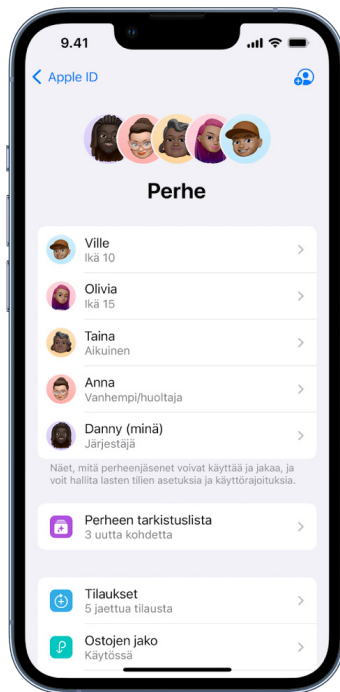 9.41
Apple ID
Perhe
Ville
Ikä 10
Olivia
Ikä 15
Taina
Aikuinen
Anna
Vanhempi/huoltaja
Danny (minä)
Järjestäjä
Näet, mitä perheenjäsenet voivat käyttää ja jakaa, ja
voit hallita lasten tilien asetuksia ja käyttörajoituksia.
Perheen tarkistuslista
3 uutta kohdetta
Tilaukset
5 jaettua tilausta
Ostojen jako
Käytössä